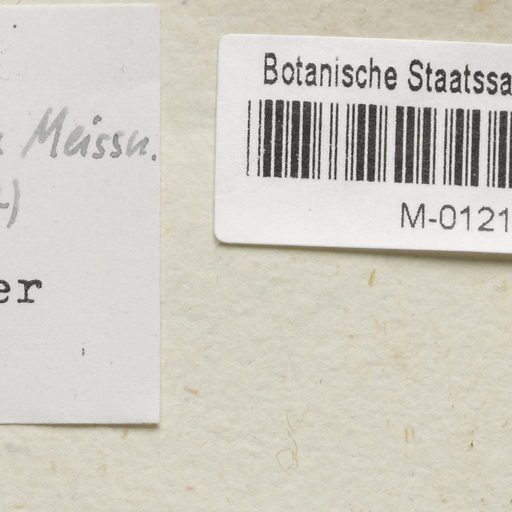 Meissn.
er
Botanische Staatssa
M-0121